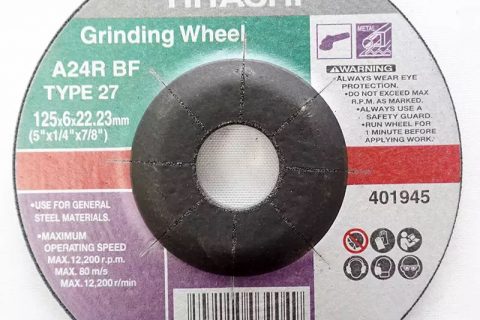 HITACHI
Grinding Wheel
A24R BF
TYPE 27
125x6x22.23mm
(5"x1/4"x7/8")
METAL
WARNING
•ALWAYS WEAR EYE
PROTECTION.
•DO NOT EXCEED MAX
R.P.M. AS MARKED.
•ALWAYS USE A
SAFETY GUARD.
•RUN WHEEL FOR
1 MINUTE BEFORE
APPLYING WORK.
401945
•USE FOR GENERAL
STEEL MATERIALS.
•MAXIMUM
OPERATING SPEED
MAX. 12,200 r.p.m.
MAX. 80 m/s
MAX. 12,200 r/min